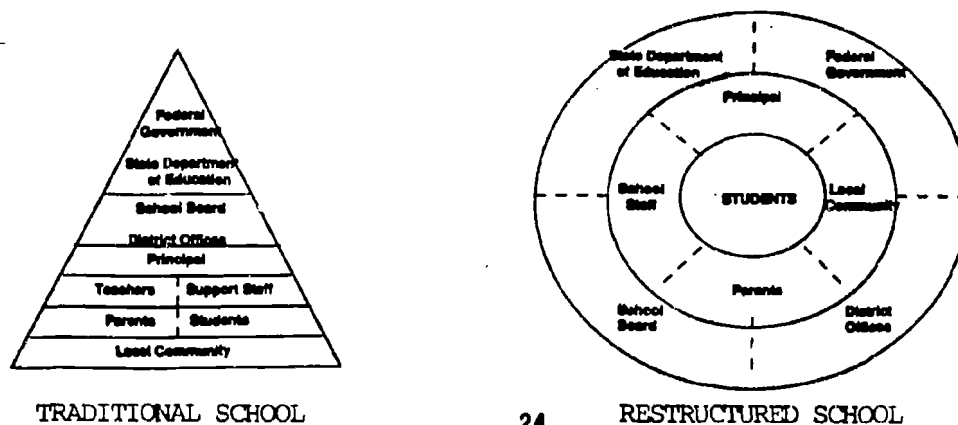 Federal
Government
State Department
of Education
School Board
District Offices
Principal
Teachers Support Staff
Parents Students
Local Community
TRADITIONAL SCHOOL
State Department
of Education
Federal
Government
Principal
School
Staff
STUDENTS
Local
Community
Parents
School
Board
District
Offices
24
RESTRUCTURED SCHOOL